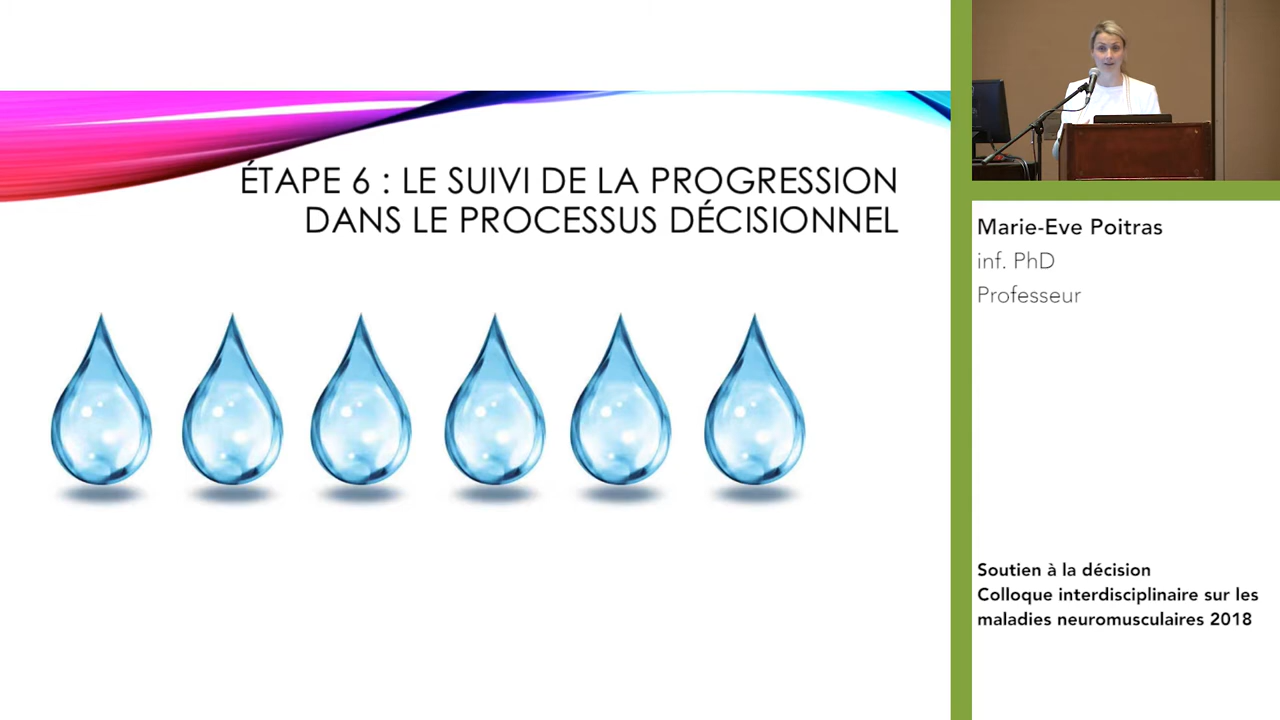 ÉTAPE 6 : LE SUIVI DE LA PROGRESSION
DANS LE PROCESSUS DÉCISIONNEL
Marie-Eve Poitras
inf. PhD
Professeur
Soutien à la décision
Colloque interdisciplinaire sur les
maladies neuromusculaires 2018